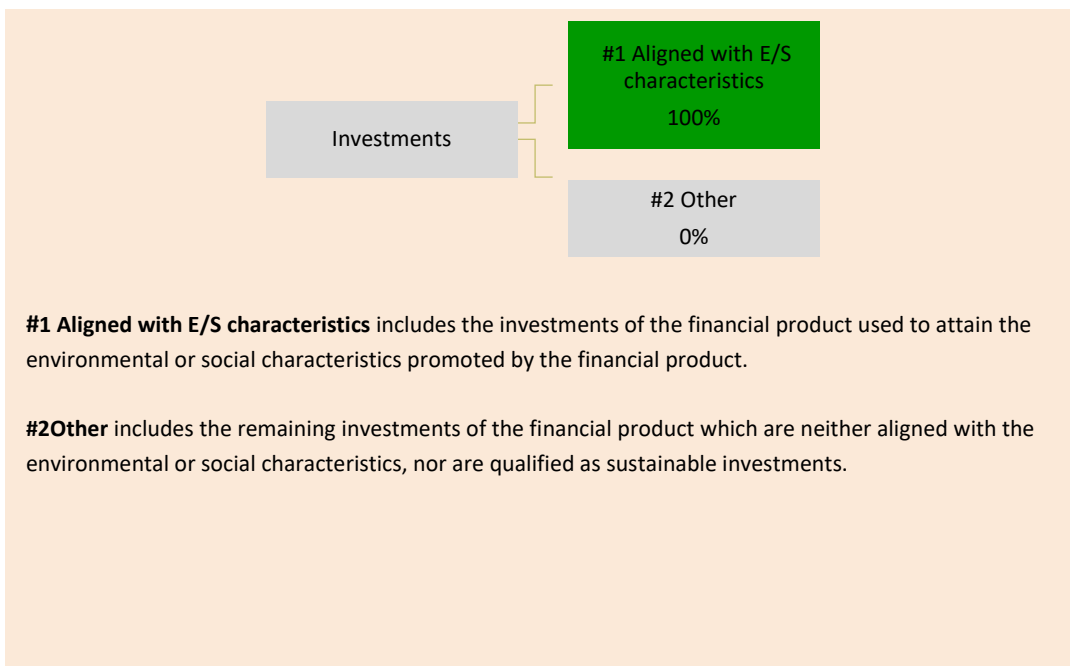 #1 Aligned with E/S
characteristics
100%
Investments
#2 Other
0%
#1 Aligned with E/S characteristics includes the investments of the financial product used to attain the
environmental or social characteristics promoted by the financial product.
#2Other includes the remaining investments of the financial product which are neither aligned with the
environmental or social characteristics, nor are qualified as sustainable investments.